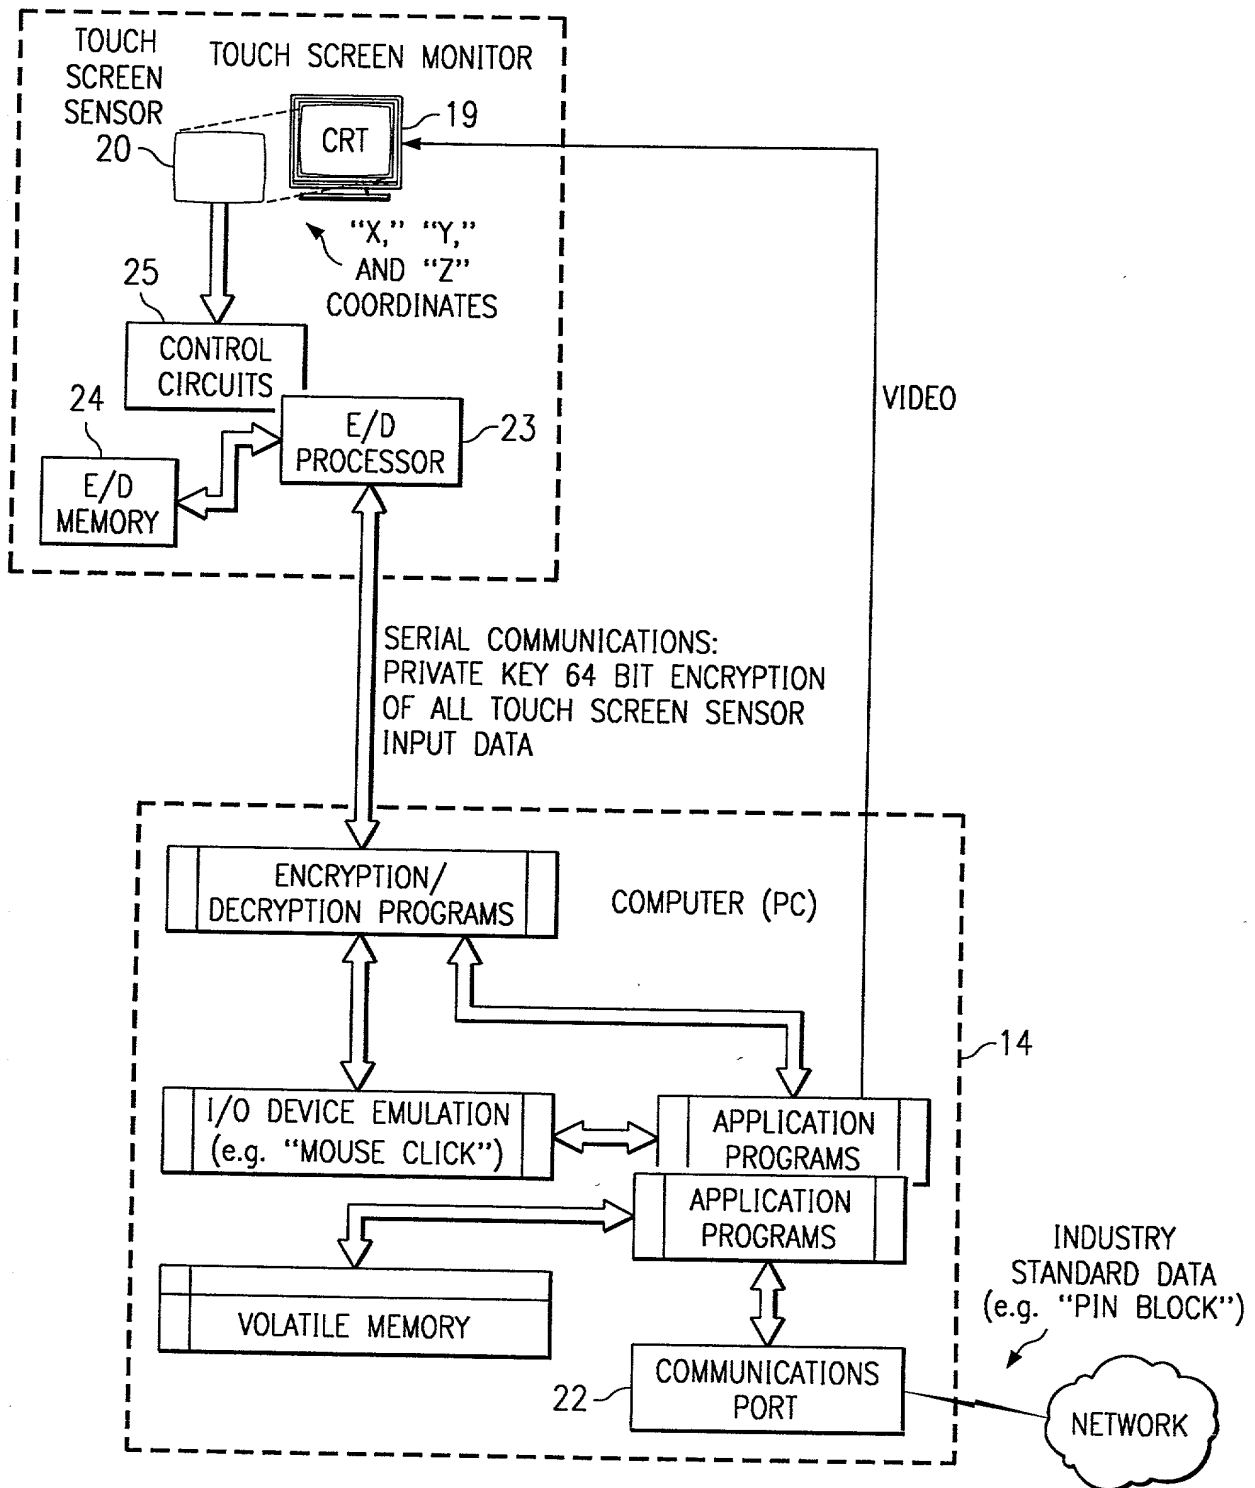 TOUCH
SCREEN
SENSOR
20
TOUCH SCREEN MONITOR
19
CRT
"X," "Y,"
AND "Z"
COORDINATES
25
CONTROL
CIRCUITS
24
E/D
MEMORY
E/D
PROCESSOR
23
VIDEO
SERIAL COMMUNICATIONS:
PRIVATE KEY 64 BIT ENCRYPTION
OF ALL TOUCH SCREEN SENSOR
INPUT DATA
ENCRYPTION/
DECRYPTION PROGRAMS
COMPUTER (PC)
14
I/O DEVICE EMULATION
(e.g. "MOUSE CLICK")
APPLICATION
PROGRAMS
APPLICATION
PROGRAMS
VOLATILE MEMORY
22
COMMUNICATIONS
PORT
INDUSTRY
STANDARD DATA
(e.g. "PIN BLOCK")
NETWORK